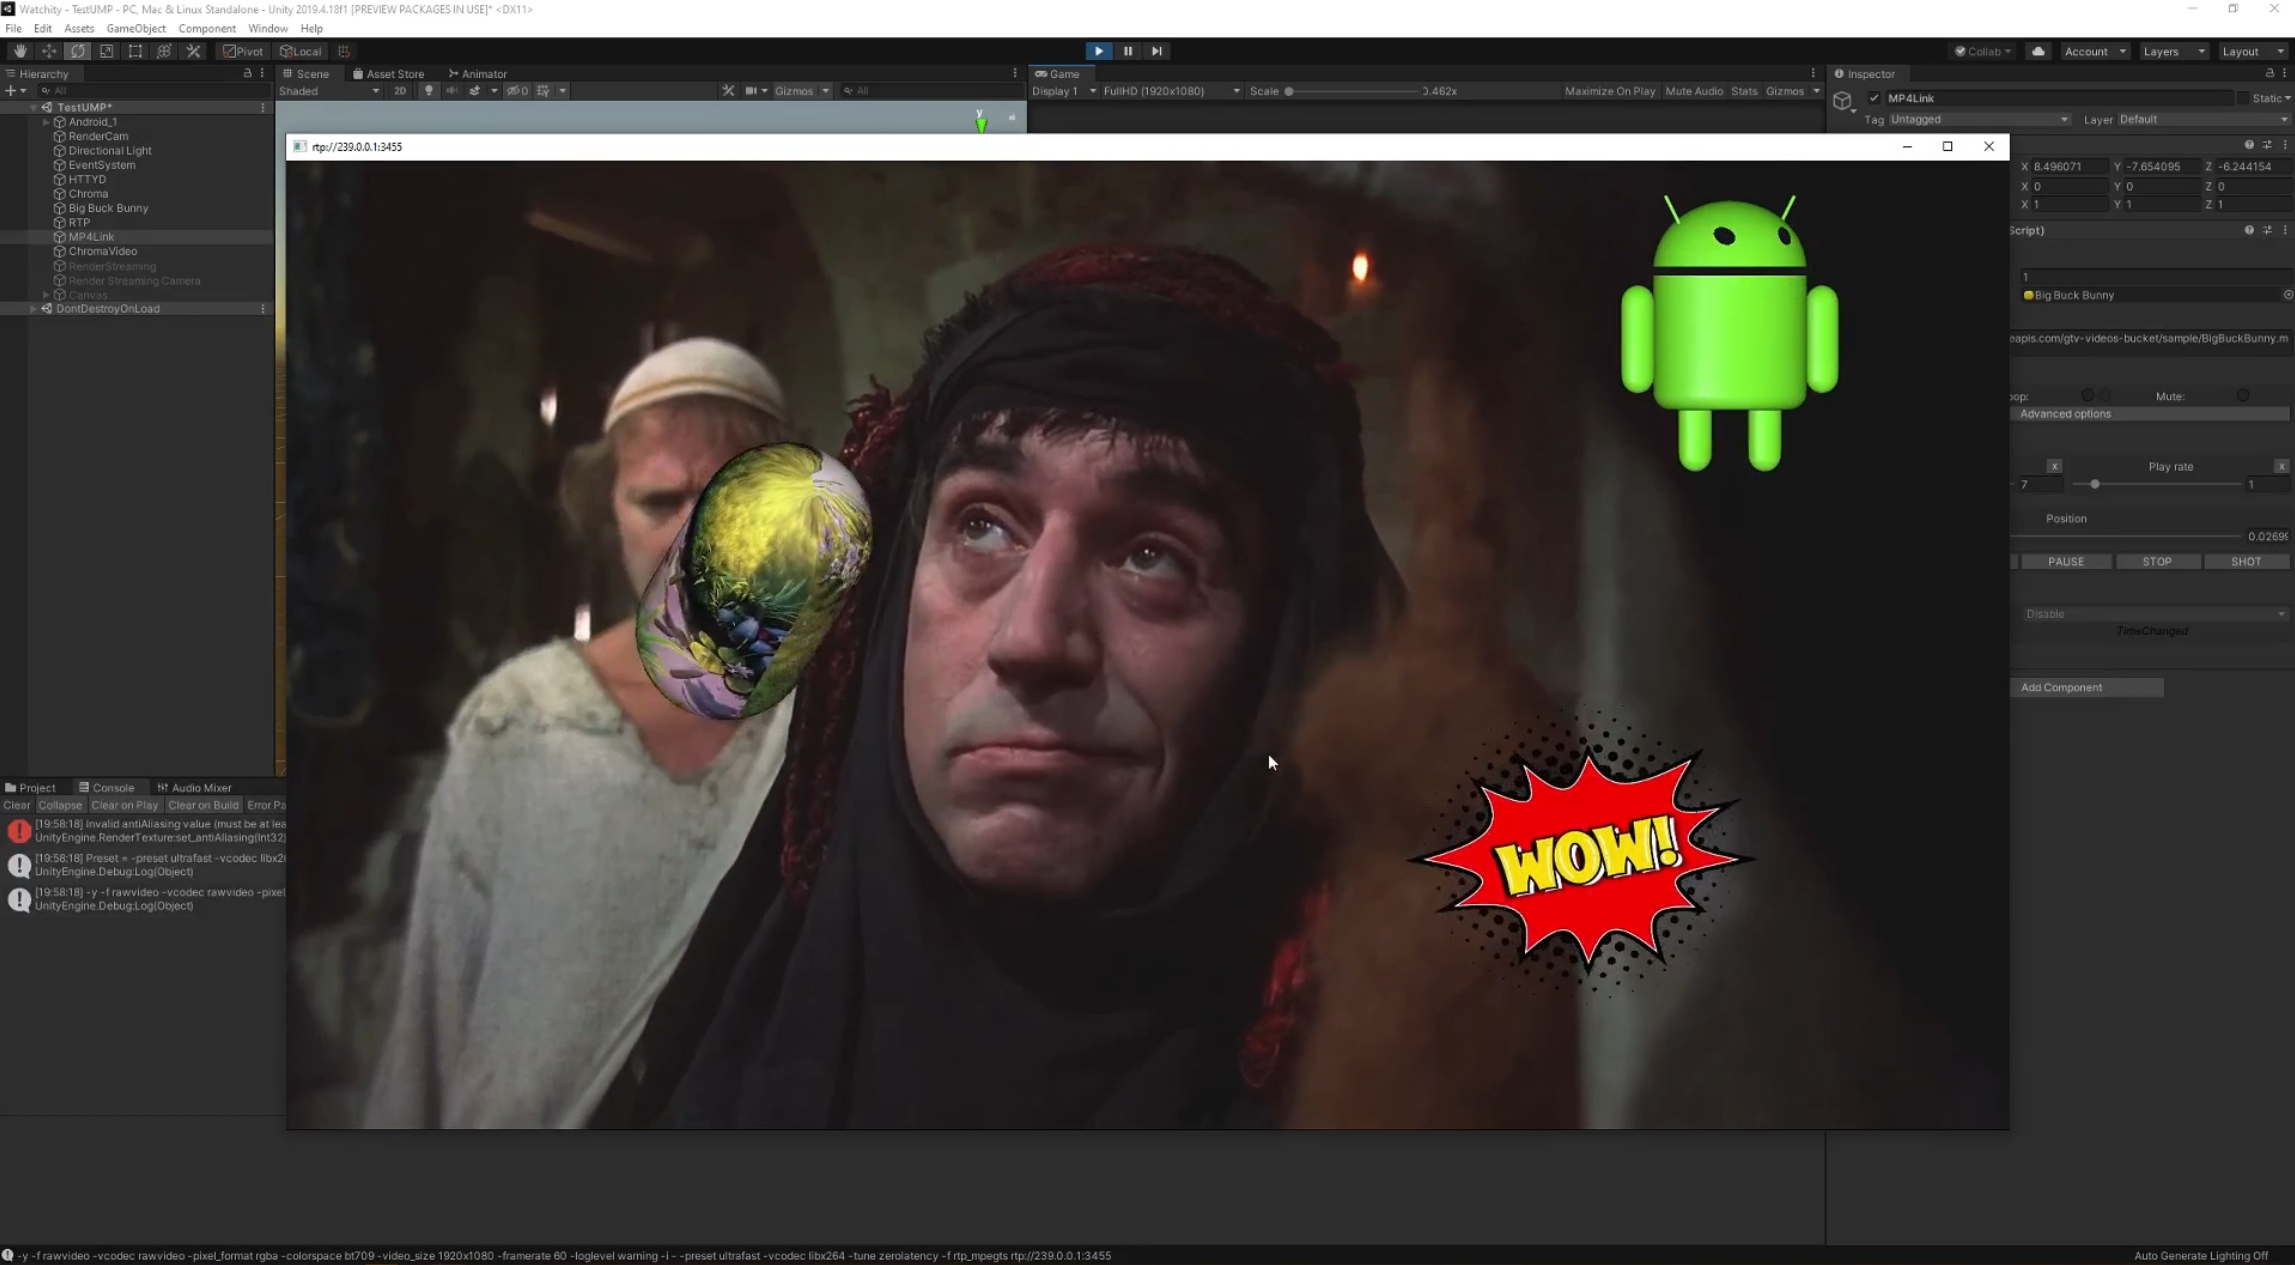 Watchity - TestUMP - PC, Mac & Linux Standalone - Unity 2019.4.18f1 [PREVIEW PACKAGES IN USE]* <DX11>
File Edit Assets GameObject Component Window Help
Pivot Local Collab Account Layers Layout
Hierarchy Scene Asset Store Animator Game Inspector
All Shaded 2D 0 Gizmos All Display 1 FullHD (1920x1080) Scale 0.462x Maximize On Play Mute Audio Stats Gizmos MP4Link Static
TestUMP*
Tag Untagged Layer Default
Android_1
RenderCam
Directional Light
EventSystem
HTTYD
Chroma
Big Buck Bunny
RTP
MP4Link
ChromaVideo
RenderStreaming
Render Streaming Camera
Canvas
DontDestroyOnLoad
y
rtp://239.0.0.1:3455
X 8.496071 Y -7.654095 Z -6.244154
X 0 Y 0 Z 0
X 1 Y 1 Z 1
Script)
1
Big Buck Bunny
eapis.com/gtv-videos-bucket/sample/BigBuckBunny.m
oop: Mute:
Advanced options
x Play rate x
7 1
Position
0.0269
PAUSE STOP SHOT
Disable
TimeChanged
Add Component
WOW!
Project Console Audio Mixer
Clear Collapse Clear on Play Clear on Build Error Pa
[19:58:18] Invalid antiAliasing value (must be at lea
UnityEngine.RenderTexture:set_antiAliasing(Int32)
[19:58:18] Preset = -preset ultrafast -vcodec libx26
UnityEngine.Debug:Log(Object)
[19:58:18] -y -f rawvideo -vcodec rawvideo -pixel
UnityEngine.Debug:Log(Object)
-y -f rawvideo -vcodec rawvideo -pixel_format rgba -colorspace bt709 -video_size 1920x1080 -framerate 60 -loglevel warning -i - -preset ultrafast -vcodec libx264 -tune zerolatency -f rtp_mpegts rtp://239.0.0.1:3455
Auto Generate Lighting Off